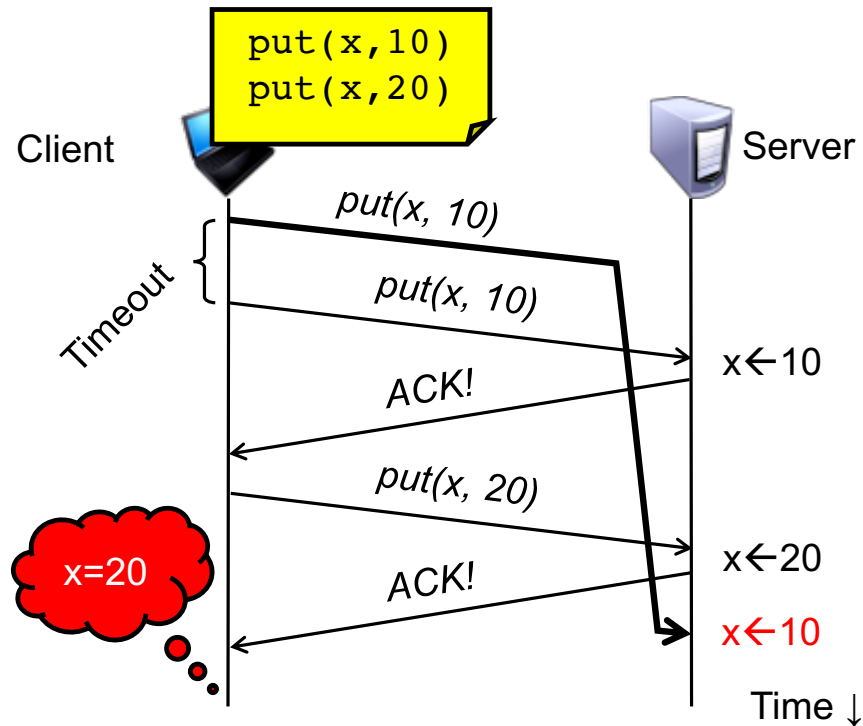 put(x,10)
put(x,20)
Client
Server
put(x, 10)
Timeout
put(x, 10)
x←10
ACK!
put(x, 20)
x=20
x←20
ACK!
x←10
Time ↓